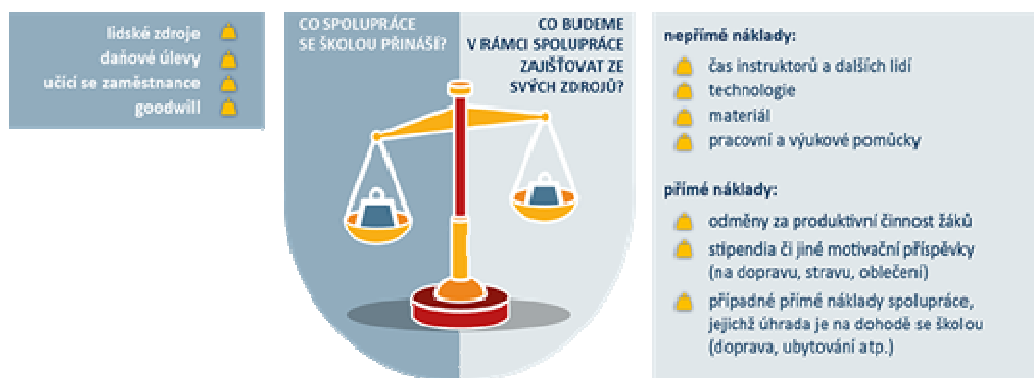 lidské zdroje
daňové úlevy
učící se zaměstnance
goodwill
CO SPOLUPRÁCE
SE ŠKOLOU PŘINÁŠÍ?
CO BUDEME
V RÁMCI SPOLUPRÁCE
ZAJIŠŤOVAT ZE
SVÝCH ZDROJŮ?
nepřímé náklady:
čas instruktorů a dalších lidí
technologie
materiál
pracovní a výukové pomůcky
přímé náklady:
odměny za produktivní činnost žáků
stipendia či jiné motivační příspěvky
(na dopravu, stravu, oblečení)
případné přímé náklady spolupráce,
jejichž úhrada je na dohodě se školou
(doprava, ubytování atp.)